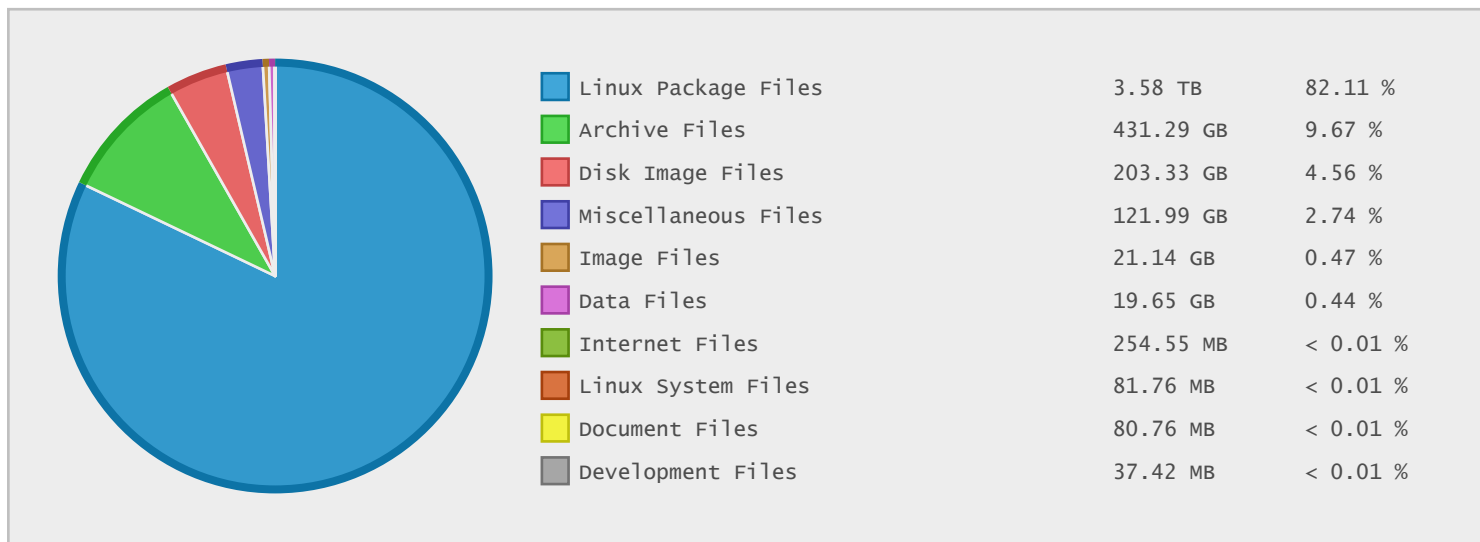 Linux Package Files 3.58 TB 82.11 %
Archive Files 431.29 GB 9.67 %
Disk Image Files 203.33 GB 4.56 %
Miscellaneous Files 121.99 GB 2.74 %
Image Files 21.14 GB 0.47 %
Data Files 19.65 GB 0.44 %
Internet Files 254.55 MB < 0.01 %
Linux System Files 81.76 MB < 0.01 %
Document Files 80.76 MB < 0.01 %
Development Files 37.42 MB < 0.01 %